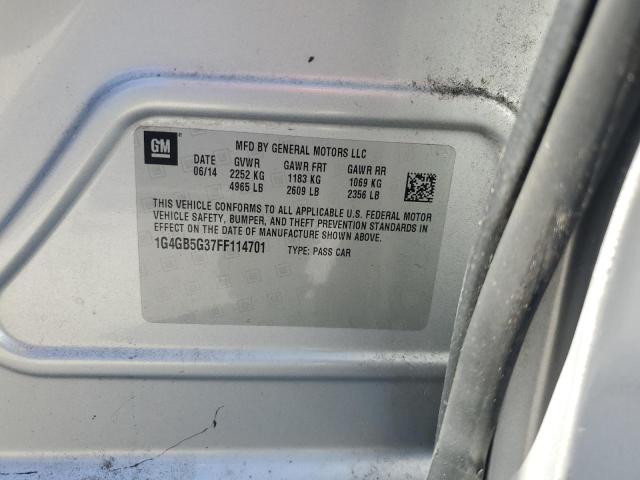 GM
MFD BY GENERAL MOTORS LLC
DATE GVWR GAWR FRT GAWR RR
06/14 2252 KG 1183 KG 1069 KG
4965 LB 2609 LB 2356 LB
THIS VEHICLE CONFORMS TO ALL APPLICABLE U.S. FEDERAL MOTOR
VEHICLE SAFETY, BUMPER, AND THEFT PREVENTION STANDARDS IN
EFFECT ON THE DATE OF MANUFACTURE SHOWN ABOVE.
1G4GB5G37FF114701 TYPE: PASS CAR